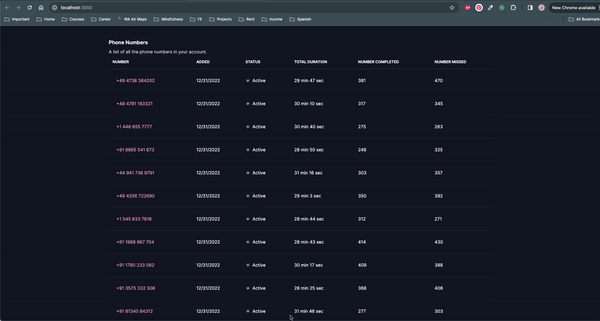 localhost:3000
New Chrome available
Important
Home
Courses
Career
WA All Maps
Mindfulness
FE
Projects
Rent
Income
Spanish
All Bookmarks
Phone Numbers
A list of all the phone numbers in your account.
NUMBER ADDED STATUS TOTAL DURATION NUMBER COMPLETED NUMBER MISSED
+49 4738 364202 12/31/2022 Active 29 min 47 sec 381 470
+49 4781 183321 12/31/2022 Active 30 min 10 sec 317 345
+1 446 655 7777 12/31/2022 Active 30 min 40 sec 275 263
+91 6865 541 673 12/31/2022 Active 28 min 50 sec 248 325
+44 941 736 9791 12/31/2022 Active 31 min 16 sec 303 357
+49 4356 722690 12/31/2022 Active 29 min 3 sec 350 392
+1 545 633 7618 12/31/2022 Active 28 min 44 sec 312 271
+91 1968 867 704 12/31/2022 Active 28 min 43 sec 414 430
+91 1790 233 062 12/31/2022 Active 30 min 17 sec 409 388
+91 3575 332 308 12/31/2022 Active 28 min 25 sec 368 406
+91 81340 84312 12/31/2022 Active 31 min 46 sec 277 303